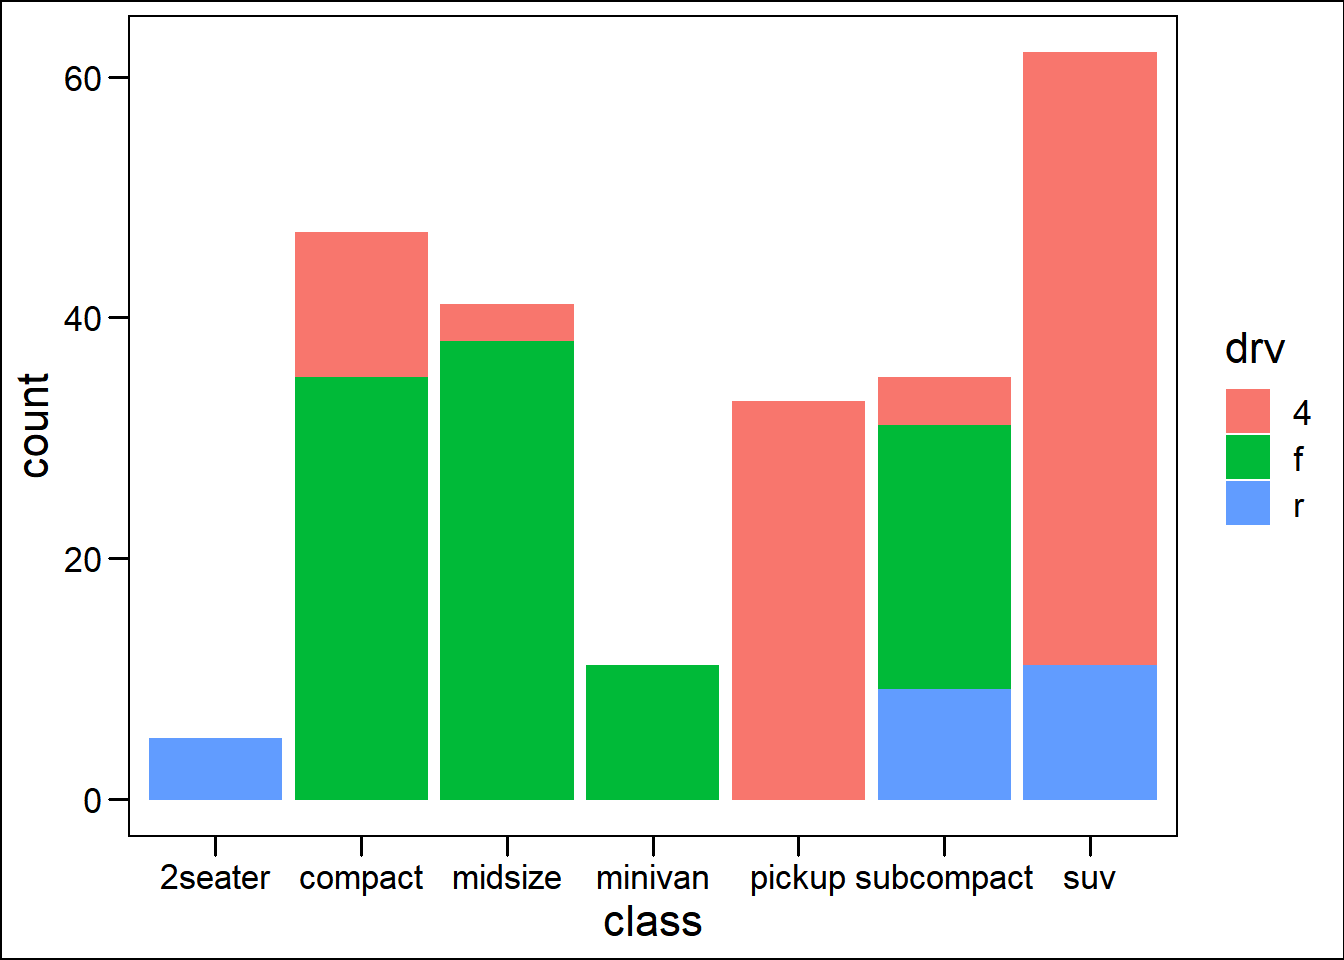 60
40
20
0
count
2seater compact midsize minivan pickup subcompact suv
class
drv
4
f
r